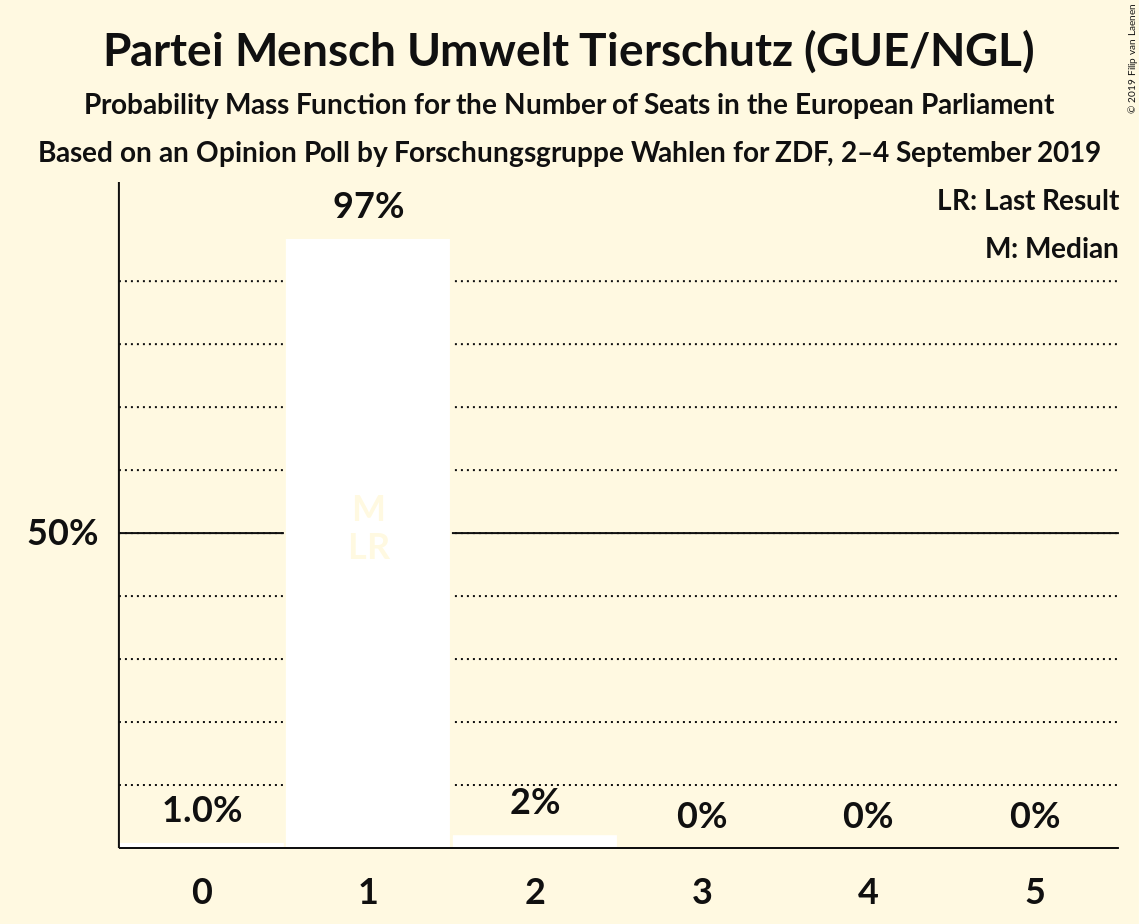 Partei Mensch Umwelt Tierschutz (GUE/NGL)
Probability Mass Function for the Number of Seats in the European Parliament
Based on an Opinion Poll by Forschungsgruppe Wahlen for ZDF, 2–4 September 2019
© 2019 Filip van Laenen
LR: Last Result
M: Median
97%
M
LR
50%
1.0%
2%
0%
0%
0%
0
1
2
3
4
5